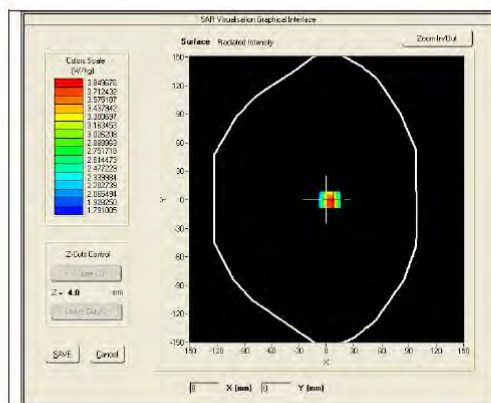 SAR Visualisation Graphical Interface
Surface Radiated Intensity
Zoom In/Out
Colors Scale
(W/kg)
3.849676
3.712432
3.575187
3.437942
3.300697
3.163453
3.026208
2.888963
2.751718
2.614473
2.477229
2.339984
2.202739
2.065494
1.928250
1.791005
Z-Cuts Control
Z = 4.0 mm
SAVE
Cancel
150
120
90
60
30
0
-30
-60
-90
-120
-150
Y
-150 -120 -90 -60 -30 0 30 60 90 120 150
X
8 X (mm) 0 Y (mm)